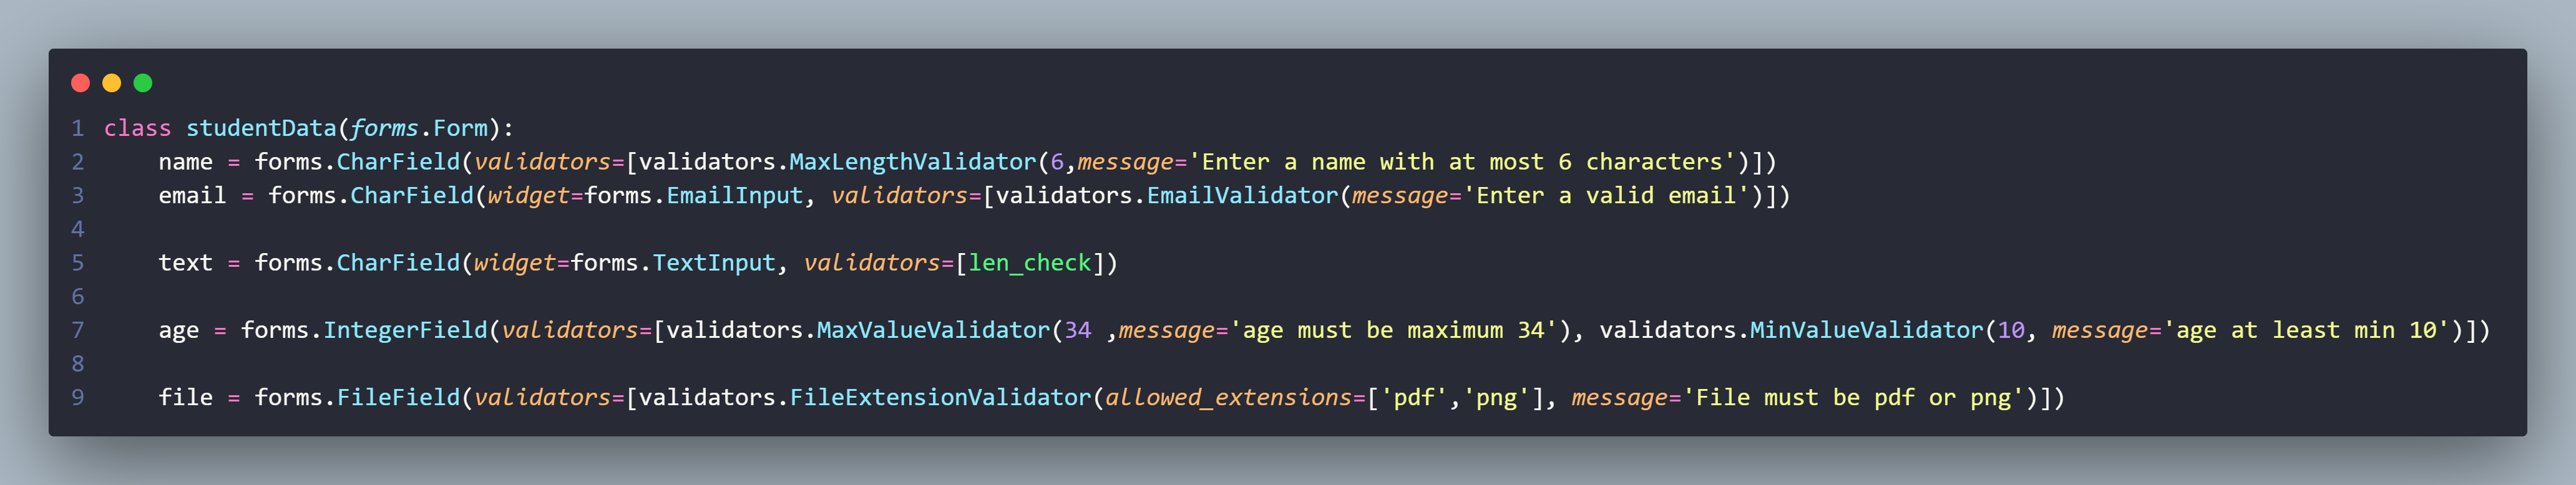 1 class studentData(forms.Form):
2     name = forms.CharField(validators=[validators.MaxLengthValidator(6,message='Enter a name with at most 6 characters')])
3     email = forms.CharField(widget=forms.EmailInput, validators=[validators.EmailValidator(message='Enter a valid email')])
4
5     text = forms.CharField(widget=forms.TextInput, validators=[len_check])
6
7     age = forms.IntegerField(validators=[validators.MaxValueValidator(34 ,message='age must be maximum 34'), validators.MinValueValidator(10, message='age at least min 10')])
8
9     file = forms.FileField(validators=[validators.FileExtensionValidator(allowed_extensions=['pdf','png'], message='File must be pdf or png')])